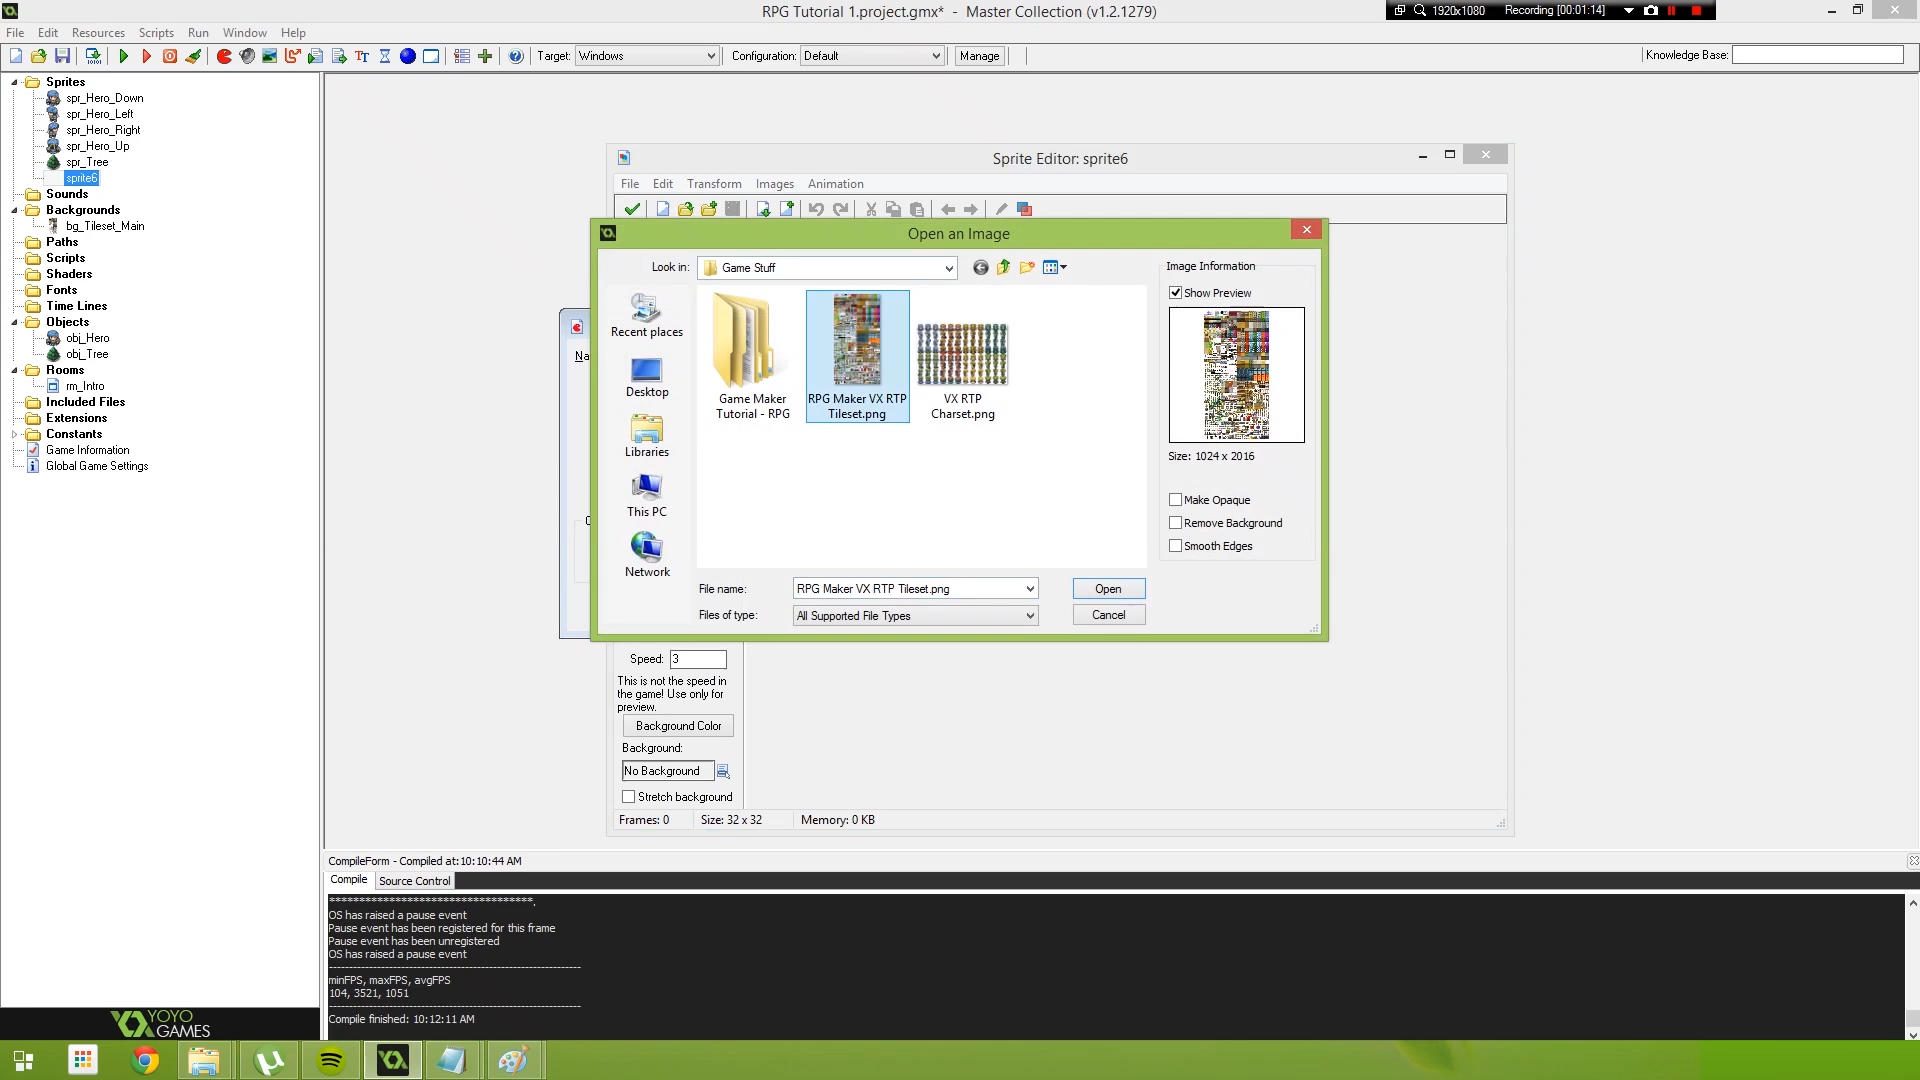 RPG Tutorial 1.project.gmx* - Master Collection (v1.2.1279)
1920x1080 Recording [00:01:14]
File Edit Resources Scripts Run Window Help
Target: Windows Configuration: Default Manage Knowledge Base:
Sprites
spr_Hero_Down
spr_Hero_Left
spr_Hero_Right
spr_Hero_Up
spr_Tree
sprite6
Sounds
Backgrounds
bg_Tileset_Main
Paths
Scripts
Shaders
Fonts
Time Lines
Objects
obj_Hero
obj_Tree
Rooms
rm_Intro
Included Files
Extensions
Constants
Game Information
Global Game Settings
YOYO
GAMES
Sprite Editor: sprite6
File Edit Transform Images Animation
Na
Open an Image
Look in: Game Stuff
Recent places
Desktop
Libraries
This PC
Network
Game Maker
Tutorial - RPG
RPG Maker VX RTP
Tileset.png
VX RTP
Charset.png
File name: RPG Maker VX RTP Tileset.png Open
Files of type: All Supported File Types Cancel
Image Information
Show Preview
Size: 1024 x 2016
Make Opaque
Remove Background
Smooth Edges
Speed: 3
This is not the speed in
the game! Use only for
preview.
Background Color
Background:
No Background
Stretch background
Frames: 0 Size: 32 x 32 Memory: 0 KB
CompileForm - Compiled at:10:10:44 AM
Compile Source Control
***********************************.
OS has raised a pause event
Pause event has been registered for this frame
Pause event has been unregistered
OS has raised a pause event
minFPS, maxFPS, avgFPS
104, 3521, 1051
Compile finished: 10:12:11 AM